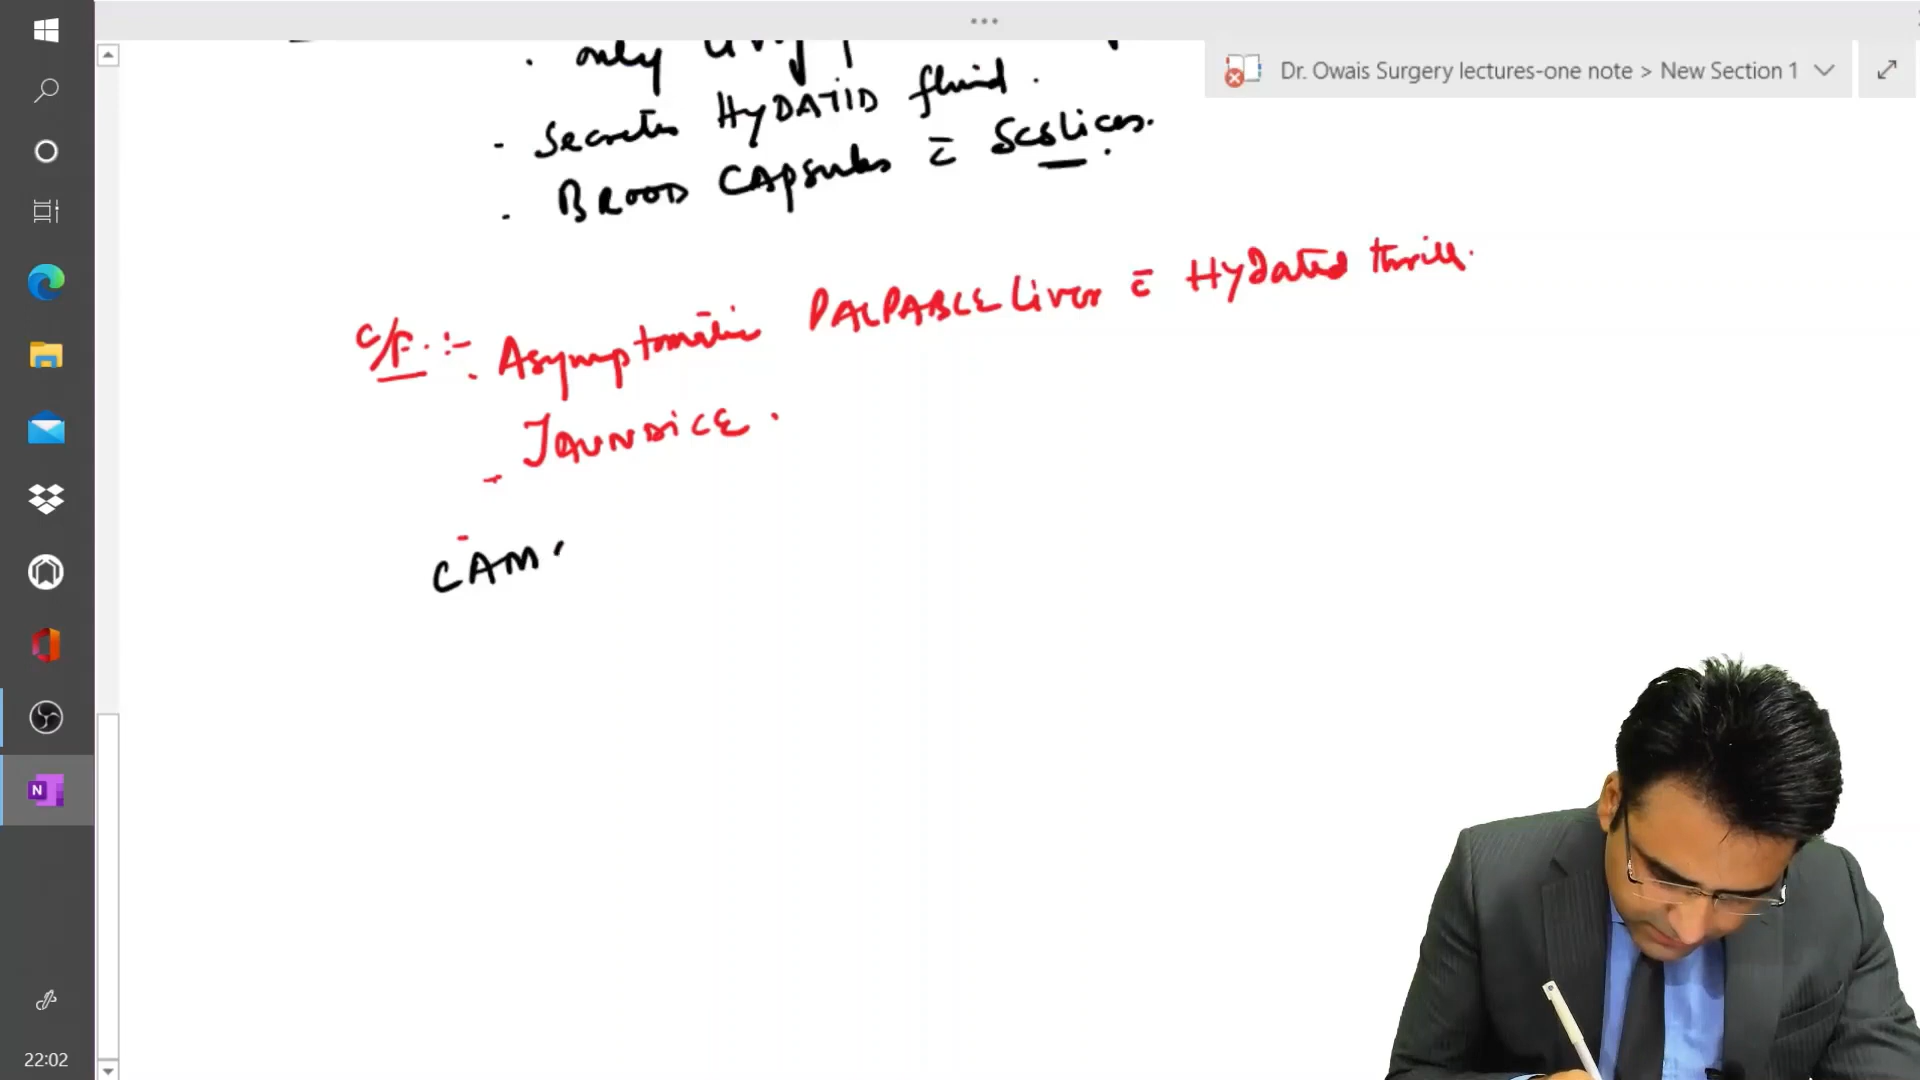 ...
Dr. Owais Surgery lectures-one note > New Section 1
. only
- Secretes HYDATID fluid.
. BROOD CAPSULES c̄ Scolices.
C/F. :- . Asymptomatic PALPABLE Liver c̄ Hydatid thrill.
- JAUNDICE.
- CAM
N
22:02